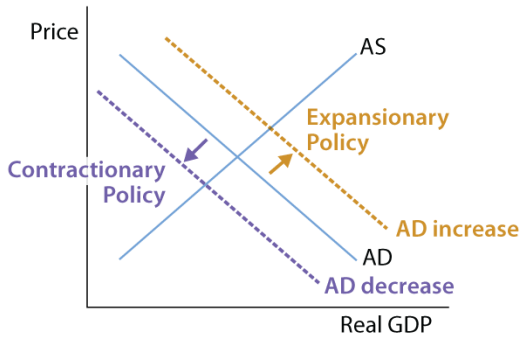 Price
AS
Expansionary
Policy
Contractionary
Policy
AD increase
AD
AD decrease
Real GDP